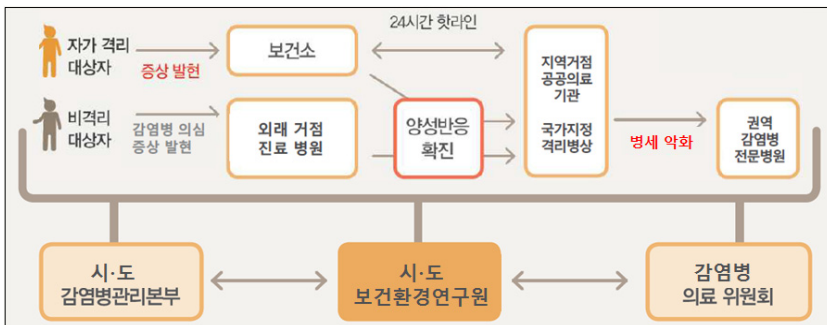 24시간 핫라인
자가 격리
대상자
증상 발현
보건소
비격리
대상자
감염병 의심
증상 발현
외래 거점
진료 병원
양성반응
확진
지역거점
공공의료
기관
국가지정
격리병상
병세 악화
권역
감염병
전문병원
시·도
감염병관리본부
시·도
보건환경연구원
감염병
의료 위원회